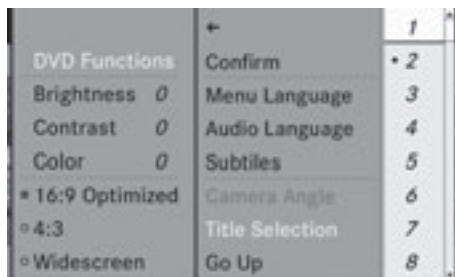 DVD Functions
Brightness 0
Contrast 0
Color 0
16:9 Optimized
4:3
Widescreen
←
Confirm
Menu Language
Audio Language
Subtiles
Camera Angle
Title Selection
Go Up
1
• 2
3
4
5
6
7
8